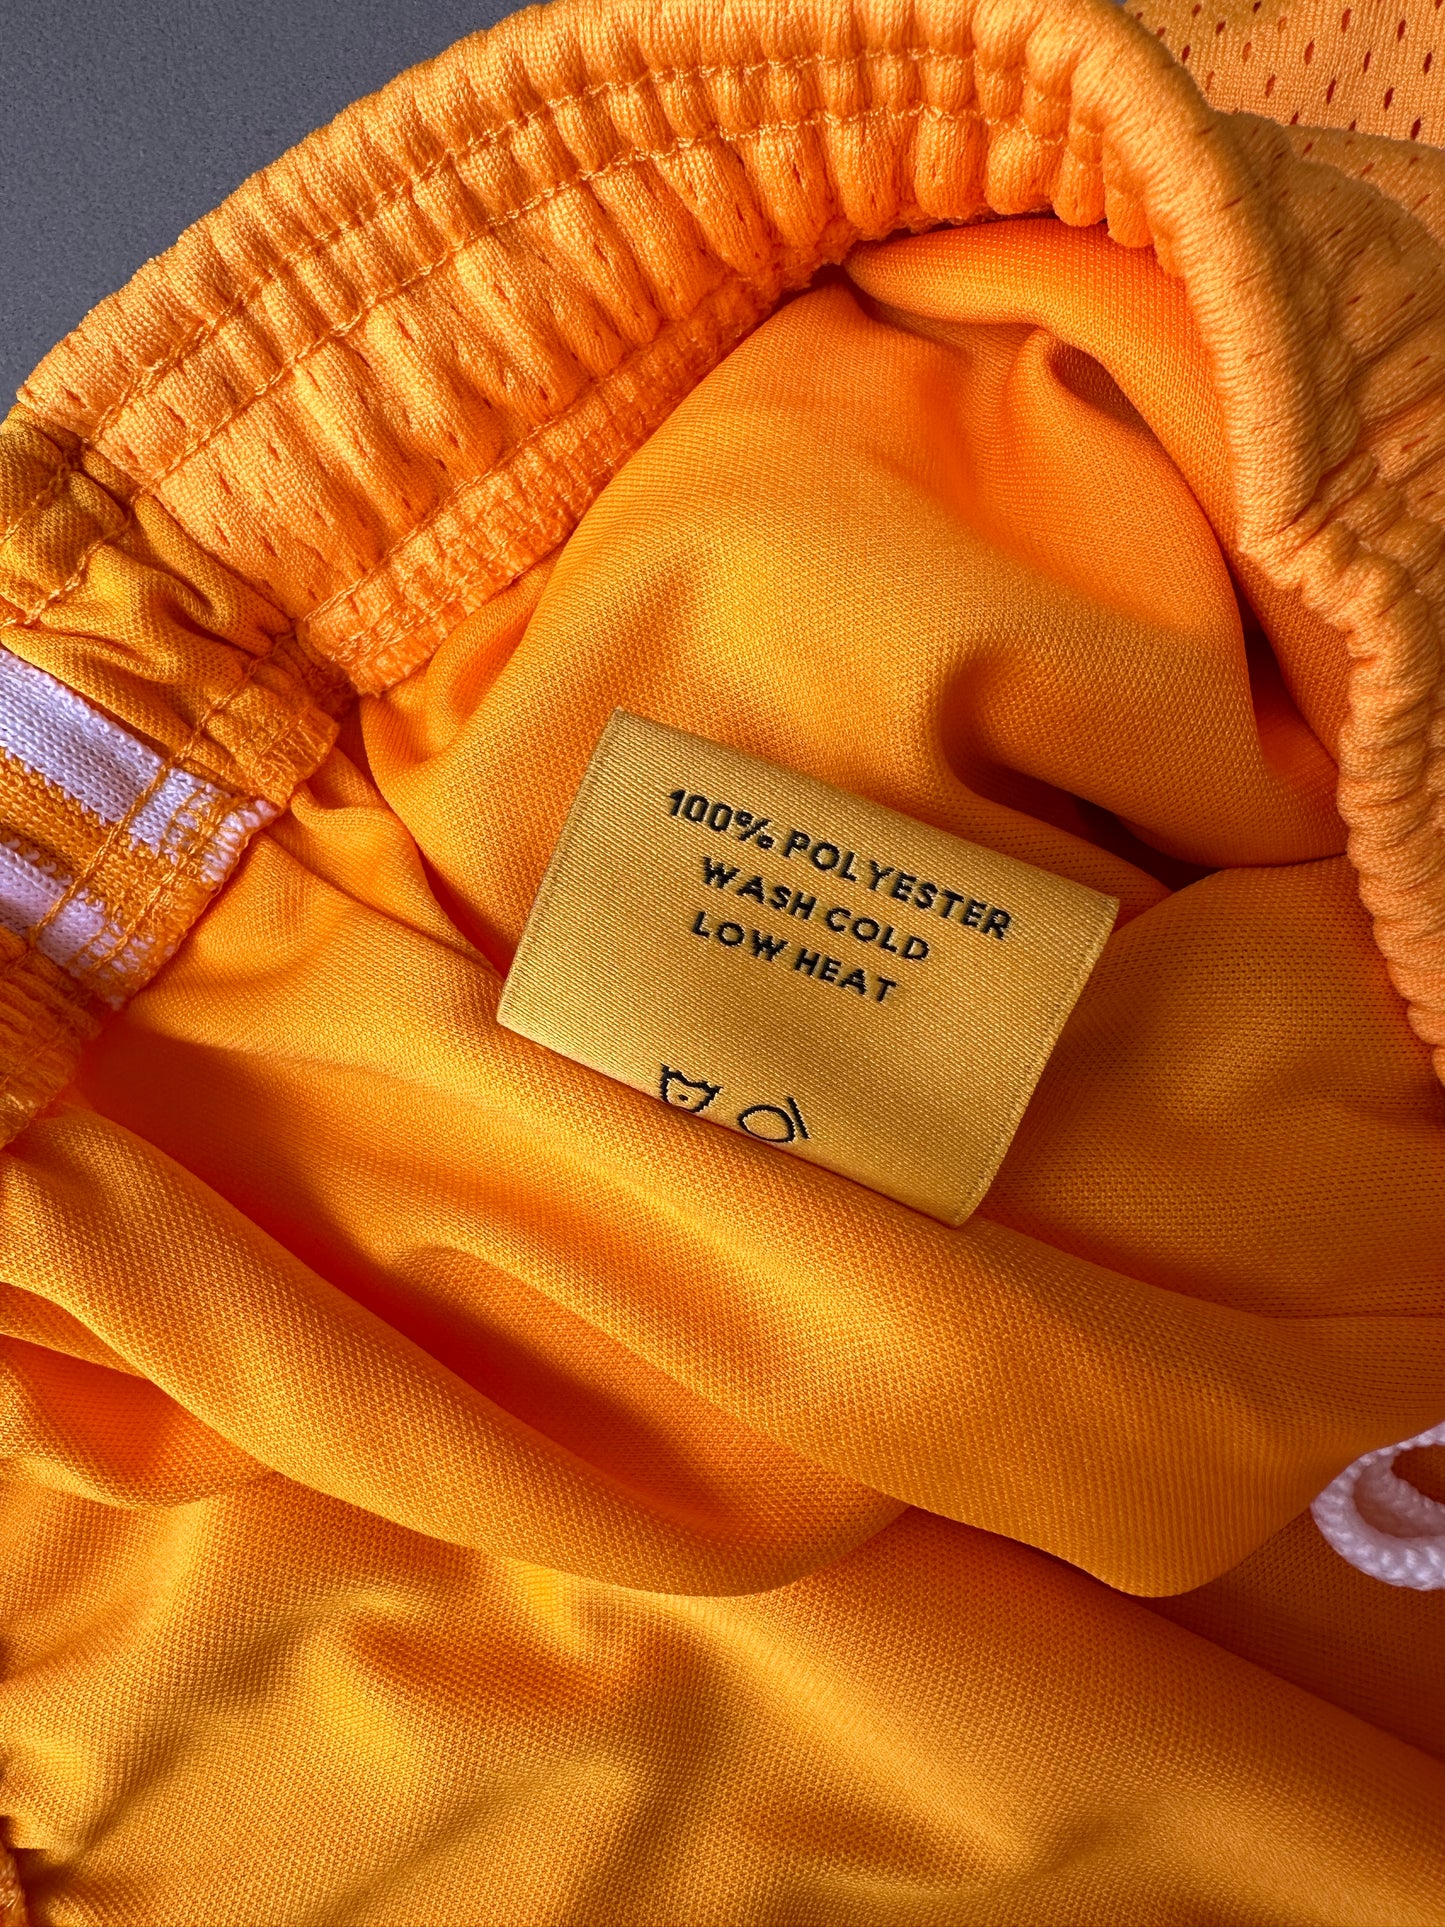 100% POLYESTER
WASH COLD
LOW HEAT